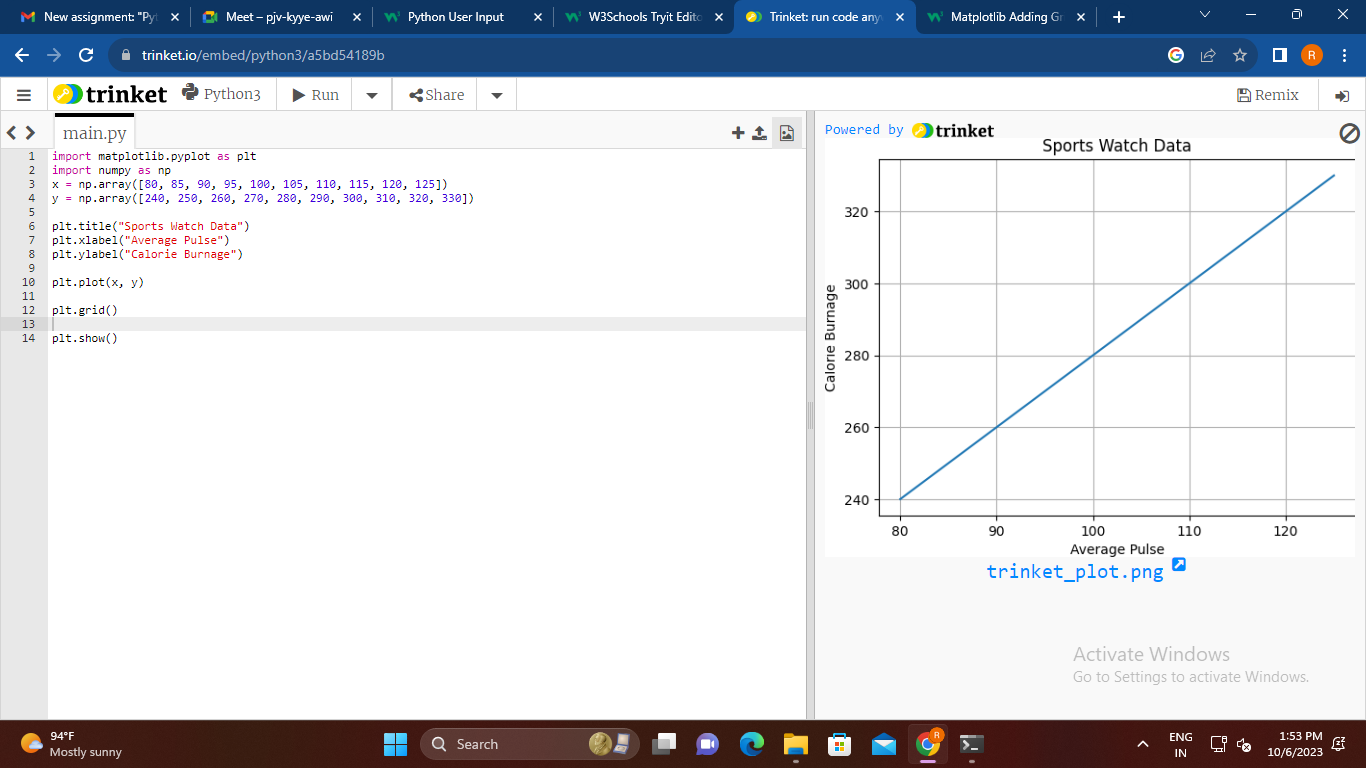 New assignment: "Pyt
Meet – pjv-kyye-awi
Python User Input
W3Schools Tryit Edito
Trinket: run code any
Matplotlib Adding Gr
trinket.io/embed/python3/a5bd54189b
R
trinket
Python3
Run
Share
Remix
main.py
1 import matplotlib.pyplot as plt
2 import numpy as np
3 x = np.array([80, 85, 90, 95, 100, 105, 110, 115, 120, 125])
4 y = np.array([240, 250, 260, 270, 280, 290, 300, 310, 320, 330])
5
6 plt.title("Sports Watch Data")
7 plt.xlabel("Average Pulse")
8 plt.ylabel("Calorie Burnage")
9
10 plt.plot(x, y)
11
12 plt.grid()
13
14 plt.show()
Powered by trinket
Sports Watch Data
Calorie Burnage
320
300
280
260
240
80 90 100 110 120
Average Pulse
trinket_plot.png
Activate Windows
Go to Settings to activate Windows.
94°F
Mostly sunny
Search
R
ENG
IN
1:53 PM
10/6/2023